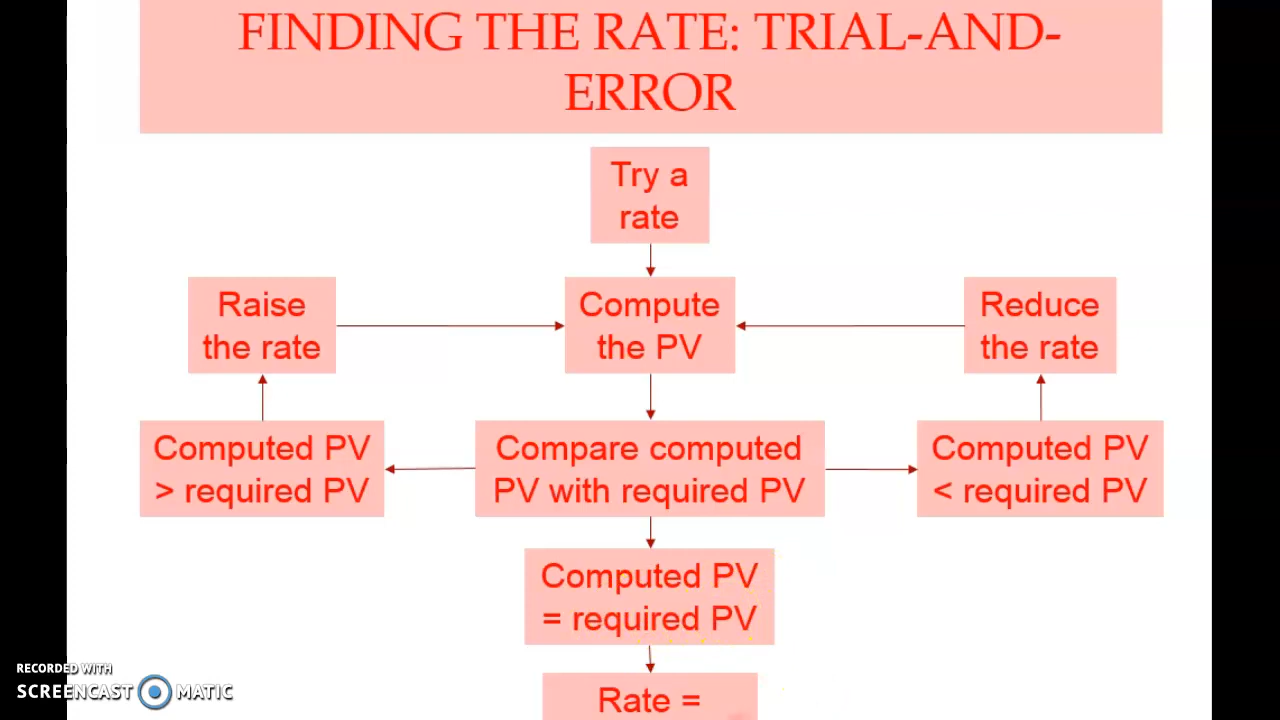 FINDING THE RATE: TRIAL-AND-
ERROR
Try a
rate
Raise
the rate
Compute
the PV
Reduce
the rate
Computed PV
> required PV
Compare computed
PV with required PV
Computed PV
< required PV
Computed PV
= required PV
Rate =
RECORDED WITH
SCREENCAST MATIC